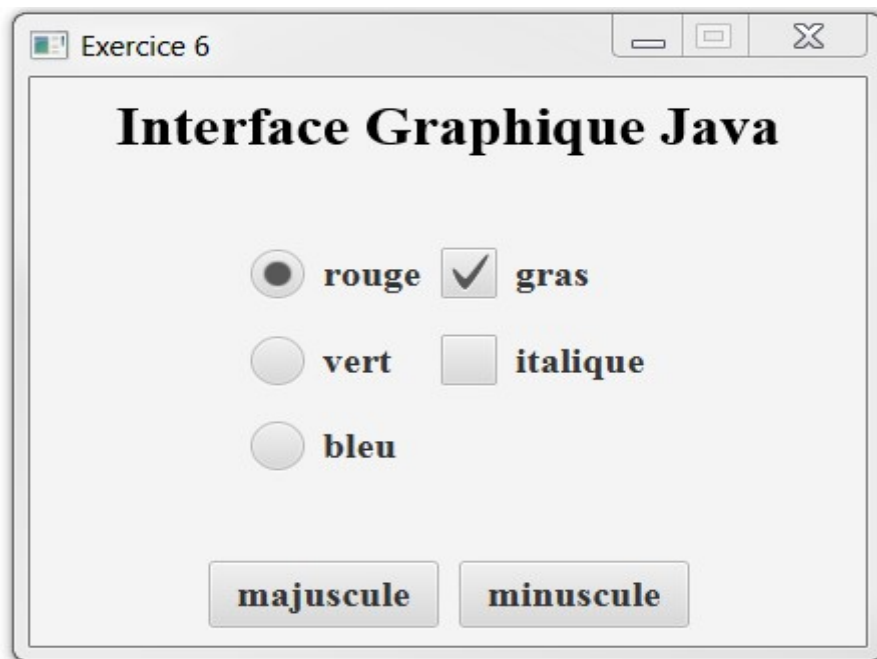 Exercice 6
Interface Graphique Java
rouge gras
vert italique
bleu
majuscule minuscule